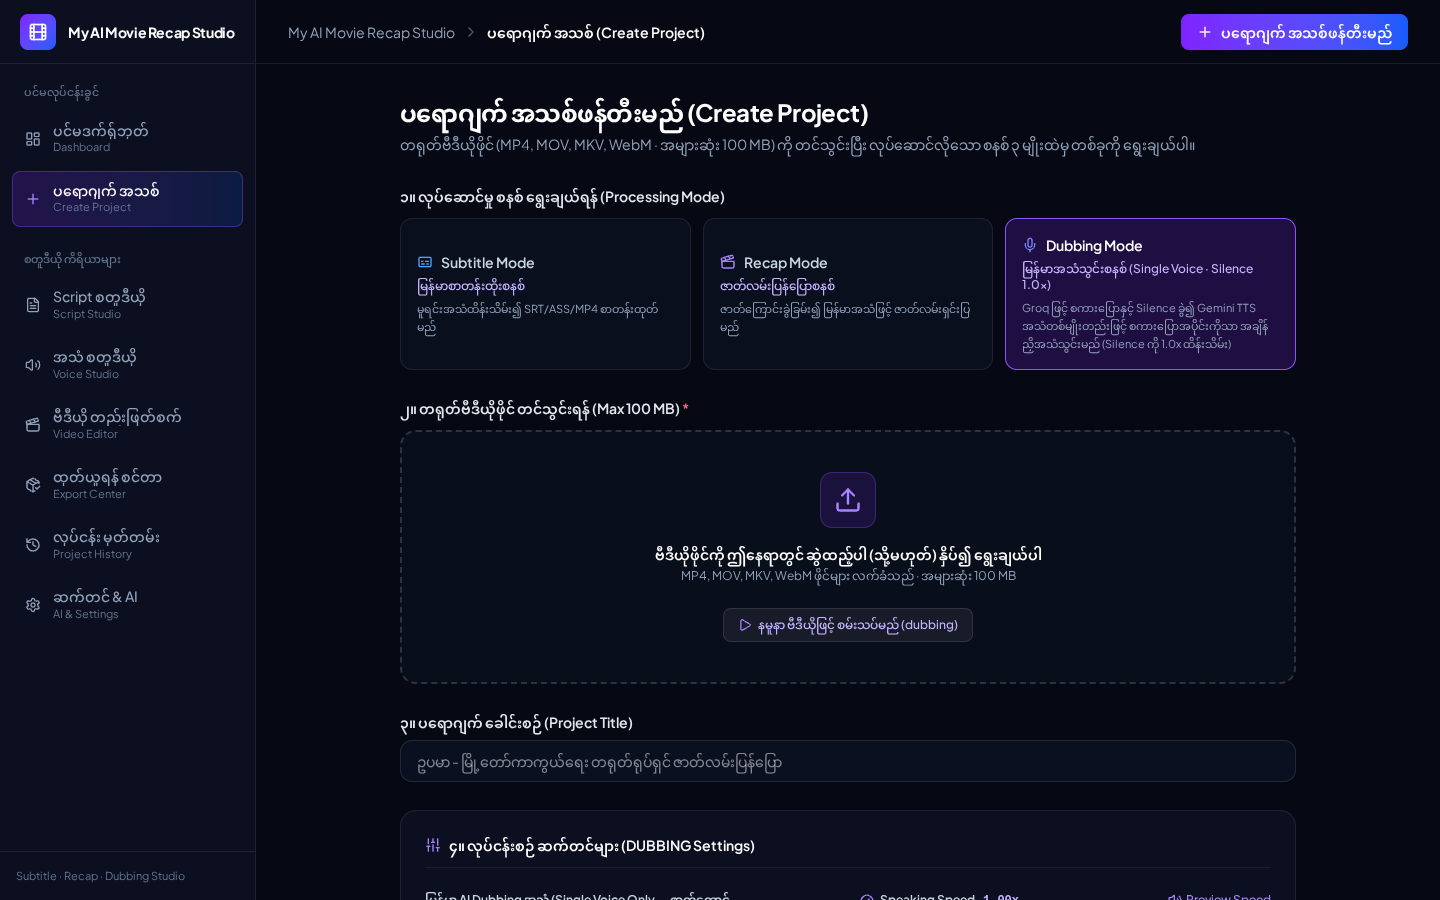 My AI Movie Recap Studio
My AI Movie Recap Studio
ပရောဂျက် အသစ် (Create Project)
ပရောဂျက် အသစ်ဖန်တီးမည်
ပင်မလုပ်ငန်းခွင်
ပင်မဒက်ရှ်ဘုတ်
Dashboard
ပရောဂျက် အသစ်
Create Project
စတူဒီယို ကိရိယာများ
Script စတူဒီယို
Script Studio
အသံ စတူဒီယို
Voice Studio
ဗီဒီယို တည်းဖြတ်စက်
Video Editor
ထုတ်ယူရန် စင်တာ
Export Center
လုပ်ငန်း မှတ်တမ်း
Project History
ဆက်တင် & AI
AI & Settings
Subtitle · Recap · Dubbing Studio
ပရောဂျက် အသစ်ဖန်တီးမည် (Create Project)
တရုတ်ဗီဒီယိုဖိုင် (MP4, MOV, MKV, WebM · အများဆုံး 100 MB) ကို တင်သွင်းပြီး လုပ်ဆောင်လိုသော စနစ် ၃ မျိုးထဲမှ တစ်ခုကို ရွေးချယ်ပါ။
၁။ လုပ်ဆောင်မှု စနစ် ရွေးချယ်ရန် (Processing Mode)
Subtitle Mode
မြန်မာစာတန်းထိုးစနစ်
မူရင်းအသံထိန်းသိမ်း၍ SRT/ASS/MP4 စာတန်းထုတ်
မည်
Recap Mode
ဇာတ်လမ်းပြန်ပြောစနစ်
ဇာတ်ကြောင်းခွဲခြမ်း၍ မြန်မာအသံဖြင့် ဇာတ်လမ်းရှင်းပြ
မည်
Dubbing Mode
မြန်မာအသံသွင်းစနစ် (Single Voice · Silence
1.0×)
Groq ဖြင့် စကားပြောနှင့် Silence ခွဲ၍ Gemini TTS
အသံတစ်မျိုးတည်းဖြင့် စကားပြောအပိုင်းကိုသာ အချိန်
ညှိအသံသွင်းမည် (Silence ကို 1.0x ထိန်းသိမ်း)
၂။ တရုတ်ဗီဒီယိုဖိုင် တင်သွင်းရန် (Max 100 MB) *
ဗီဒီယိုဖိုင်ကို ဤနေရာတွင် ဆွဲထည့်ပါ (သို့မဟုတ်) နှိပ်၍ ရွေးချယ်ပါ
MP4, MOV, MKV, WebM ဖိုင်များ လက်ခံသည် · အများဆုံး 100 MB
နမူနာ ဗီဒီယိုဖြင့် စမ်းသပ်မည် (dubbing)
၃။ ပရောဂျက် ခေါင်းစဉ် (Project Title)
ဥပမာ - မြို့တော်ကာကွယ်ရေး တရုတ်ရုပ်ရှင် ဇာတ်လမ်းပြန်ပြော
၄။ လုပ်ငန်းစဉ် ဆက်တင်များ (DUBBING Settings)
မြန်မာ AI Dubbing အသံ (Single Voice Only
Speaking Speed
Preview Speed